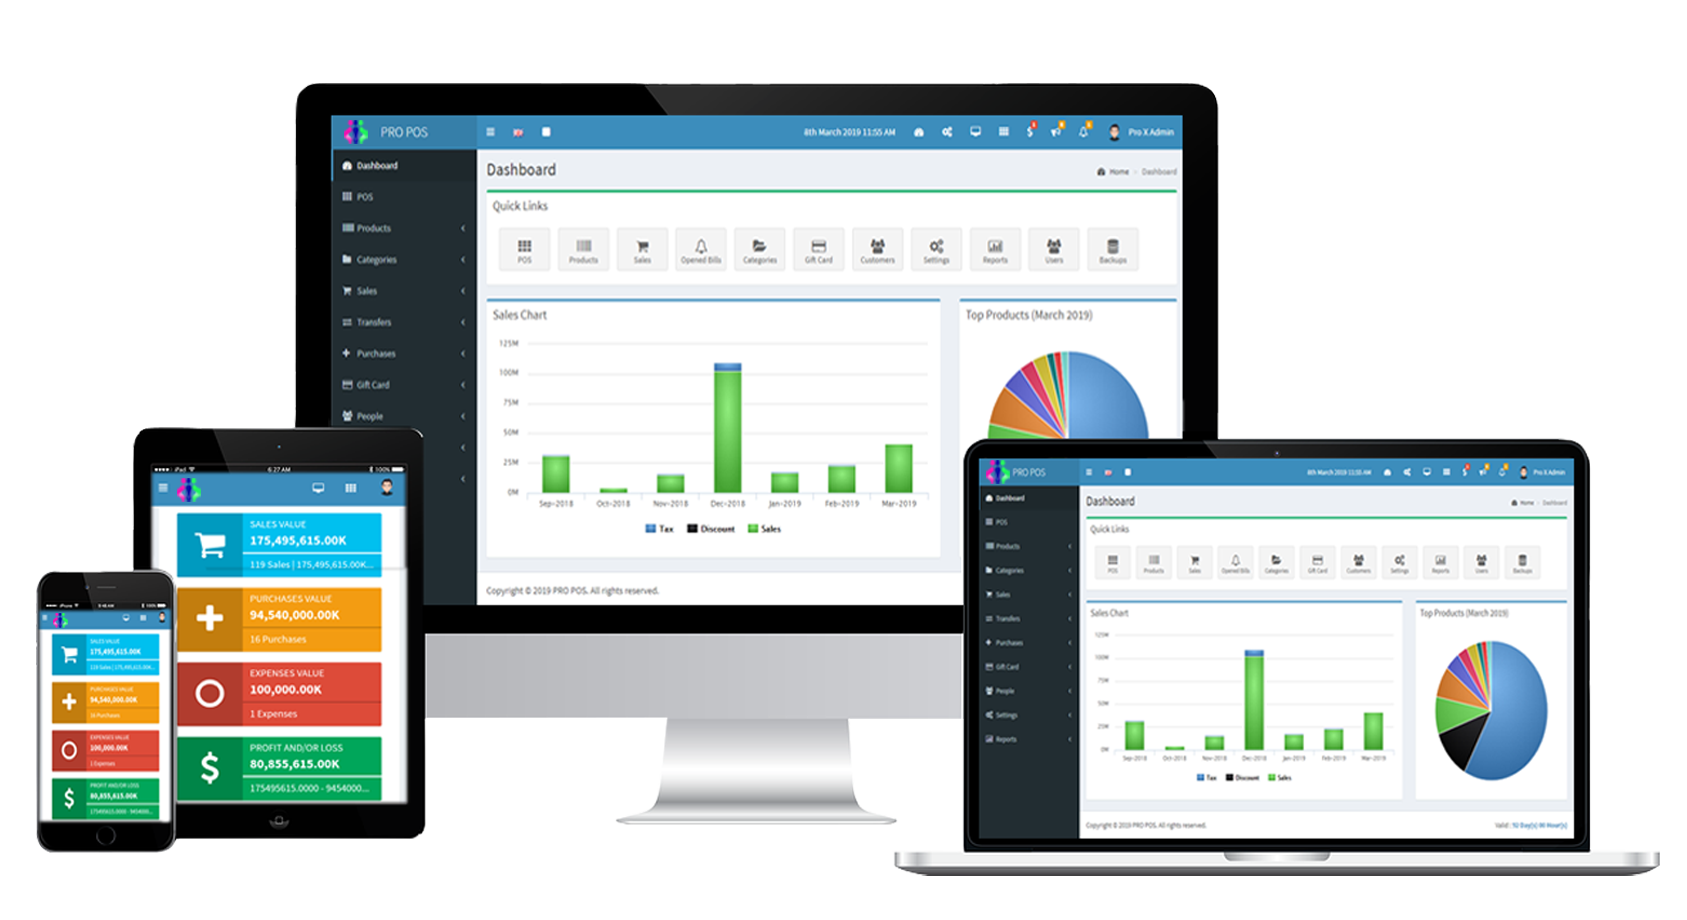 PRO POS
8th March 2019 11:55 AM
Pro X Admin
Dashboard
POS
Products
Categories
Sales
Transfers
Purchases
Gift Card
People
Dashboard
Home
Dashboard
Quick Links
POS
Products
Sales
Opened Bills
Categories
Gift Card
Customers
Settings
Reports
Users
Backups
Sales Chart
125M
100M
75M
50M
25M
0M
Sep-2018
Oct-2018
Nov-2018
Dec-2018
Jan-2019
Feb-2019
Mar-2019
Tax
Discount
Sales
Top Products (March 2019)
Copyright © 2019 PRO POS. All rights reserved.
iPad
6:27 AM
100%
SALES VALUE
175,495,615.00K
119 Sales | 175,495,615.00K...
PURCHASES VALUE
94,540,000.00K
16 Purchases
EXPENSES VALUE
100,000.00K
1 Expenses
PROFIT AND/OR LOSS
80,855,615.00K
175495615.0000 - 9454000...
iPhone
100%
SALES VALUE
175,495,615.00K
119 Sales | 175,495,615.00K...
PURCHASES VALUE
94,540,000.00K
16 Purchases
EXPENSES VALUE
100,000.00K
1 Expenses
PROFIT AND/OR LOSS
80,855,615.00K
175495615.0000 - 9454000...
PRO POS
8th March 2019 11:55 AM
Pro X Admin
Dashboard
POS
Products
Categories
Sales
Transfers
Purchases
Gift Card
People
Settings
Reports
Dashboard
Home
Dashboard
Quick Links
POS
Products
Sales
Opened Bills
Categories
Gift Card
Customers
Settings
Reports
Users
Backups
Sales Chart
125M
100M
75M
50M
25M
0M
Sep-2018
Oct-2018
Nov-2018
Dec-2018
Jan-2019
Feb-2019
Mar-2019
Tax
Discount
Sales
Top Products (March 2019)
Copyright © 2019 PRO POS. All rights reserved.